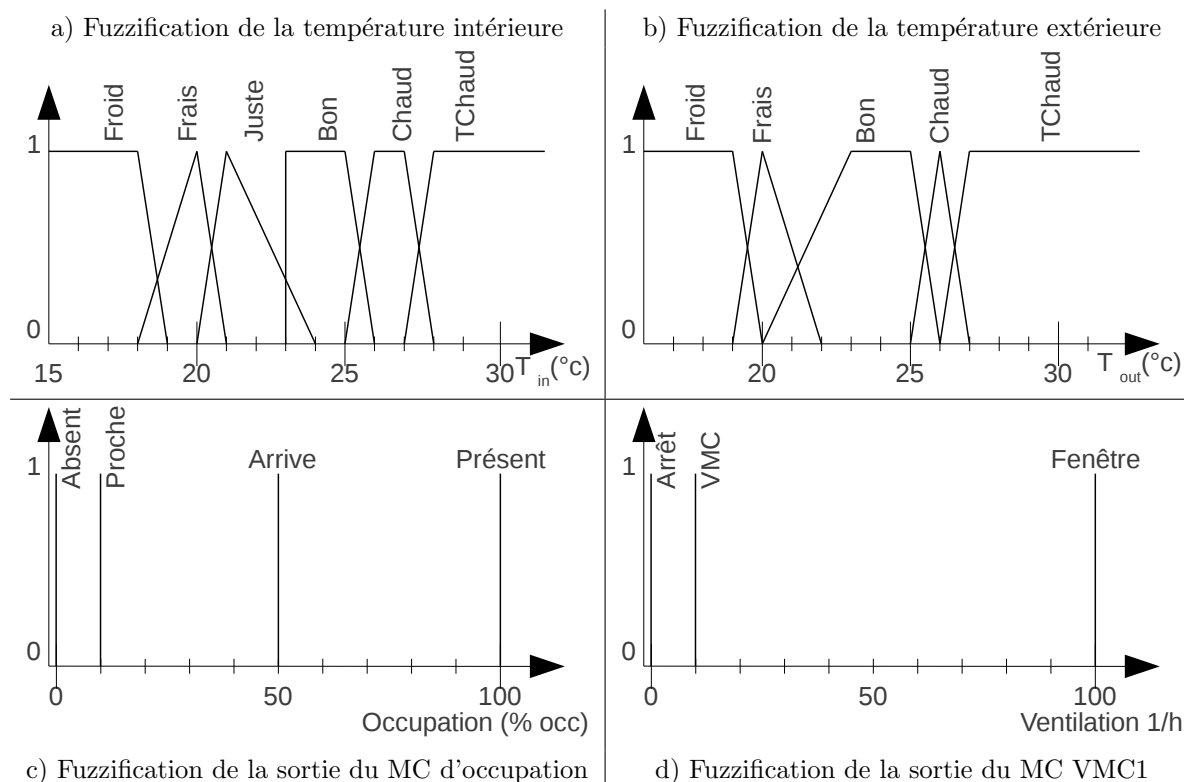 a) Fuzzification de la température intérieure
Froid
Frais
Juste
Bon
Chaud
TChaud
1
0
15
20
25
30
T in (°c)
b) Fuzzification de la température extérieure
Froid
Frais
Bon
Chaud
TChaud
1
0
20
25
30
T out (°c)
Absent
Proche
Arrive
Présent
1
0
0
50
100
Occupation (% occ)
c) Fuzzification de la sortie du MC d'occupation
Arrêt
VMC
Fenêtre
1
0
0
50
100
Ventilation 1/h
d) Fuzzification de la sortie du MC VMC1